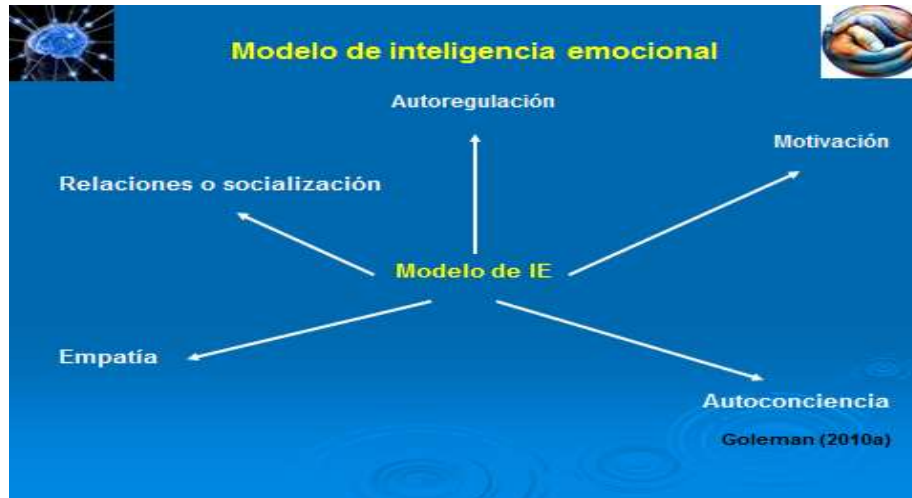 Modelo de inteligencia emocional
Autoregulación
Motivación
Relaciones o socialización
Modelo de IE
Empatía
Autoconciencia
Goleman (2010a)